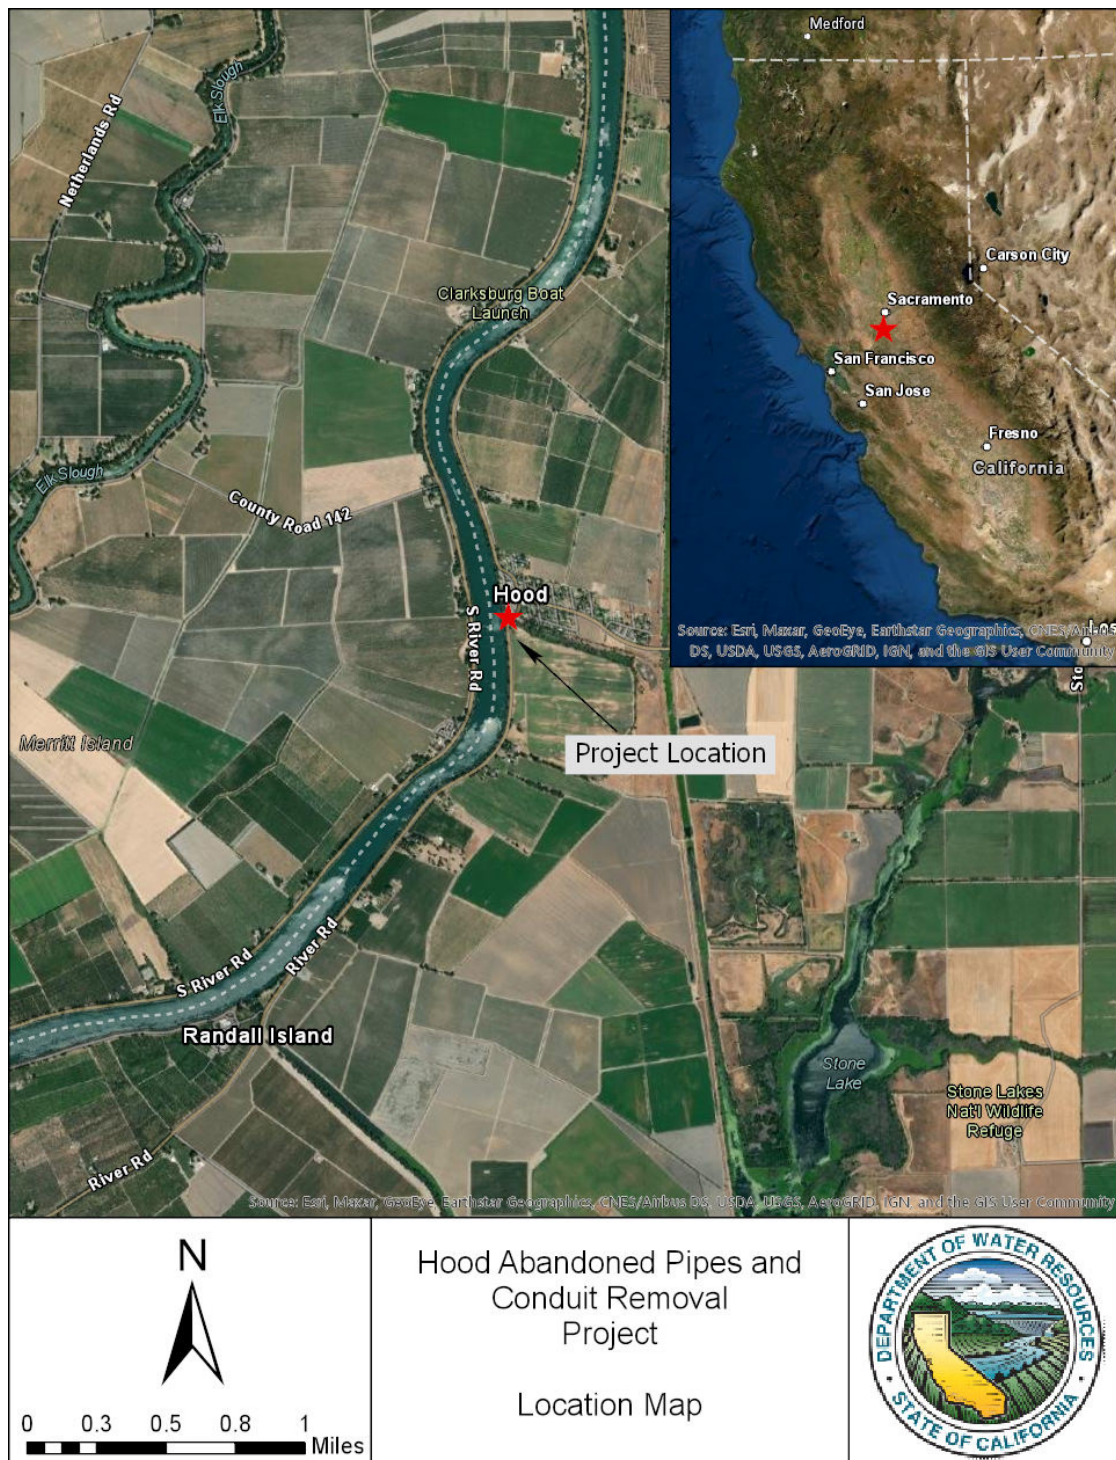 Medford
Elk Slough
Netherlands Rd
Carson City
Clarksburg Boat
Launch
Sacramento
San Francisco
San Jose
Fresno
California
Elk Slough
County Road 142
Hood
S River Rd
Source: Esri, Maxar, GeoEye, Earthstar Geographics, CNES/Airbus
DS, USDA, USGS, AeroGRID, IGN, and the GIS User Community
Los
Sto
Merritt Island
Project Location
S River Rd
River Rd
Randall Island
Stone
Lake
Stone Lakes
Nat'l Wildlife
Refuge
River Rd
Source: Esri, Maxar, GeoEye, Earthstar Geographics, CNES/Airbus DS, USDA, USGS, AeroGRID, IGN, and the GIS User Community
N
0 0.3 0.5 0.8 1
Miles
Hood Abandoned Pipes and
Conduit Removal
Project
Location Map
DEPARTMENT OF WATER RESOURCES
STATE OF CALIFORNIA